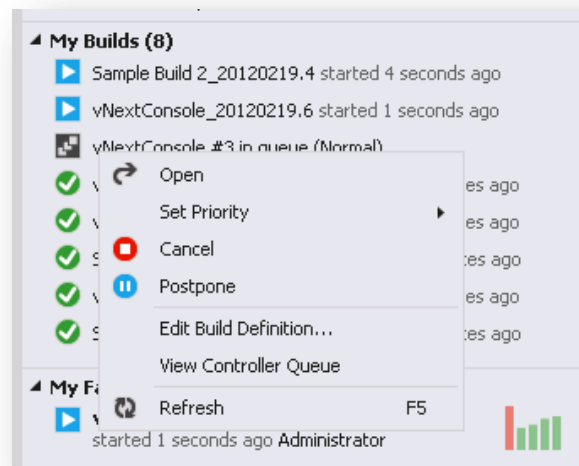 My Builds (8)
Sample Build 2_20120219.4 started 4 seconds ago
vNextConsole_20120219.6 started 1 seconds ago
vNextConsole #3 in queue (Normal)
Open
es ago
Set Priority
es ago
Cancel
es ago
Postpone
es ago
Edit Build Definition...
es ago
View Controller Queue
My Fa
Refresh F5
started 1 seconds ago Administrator